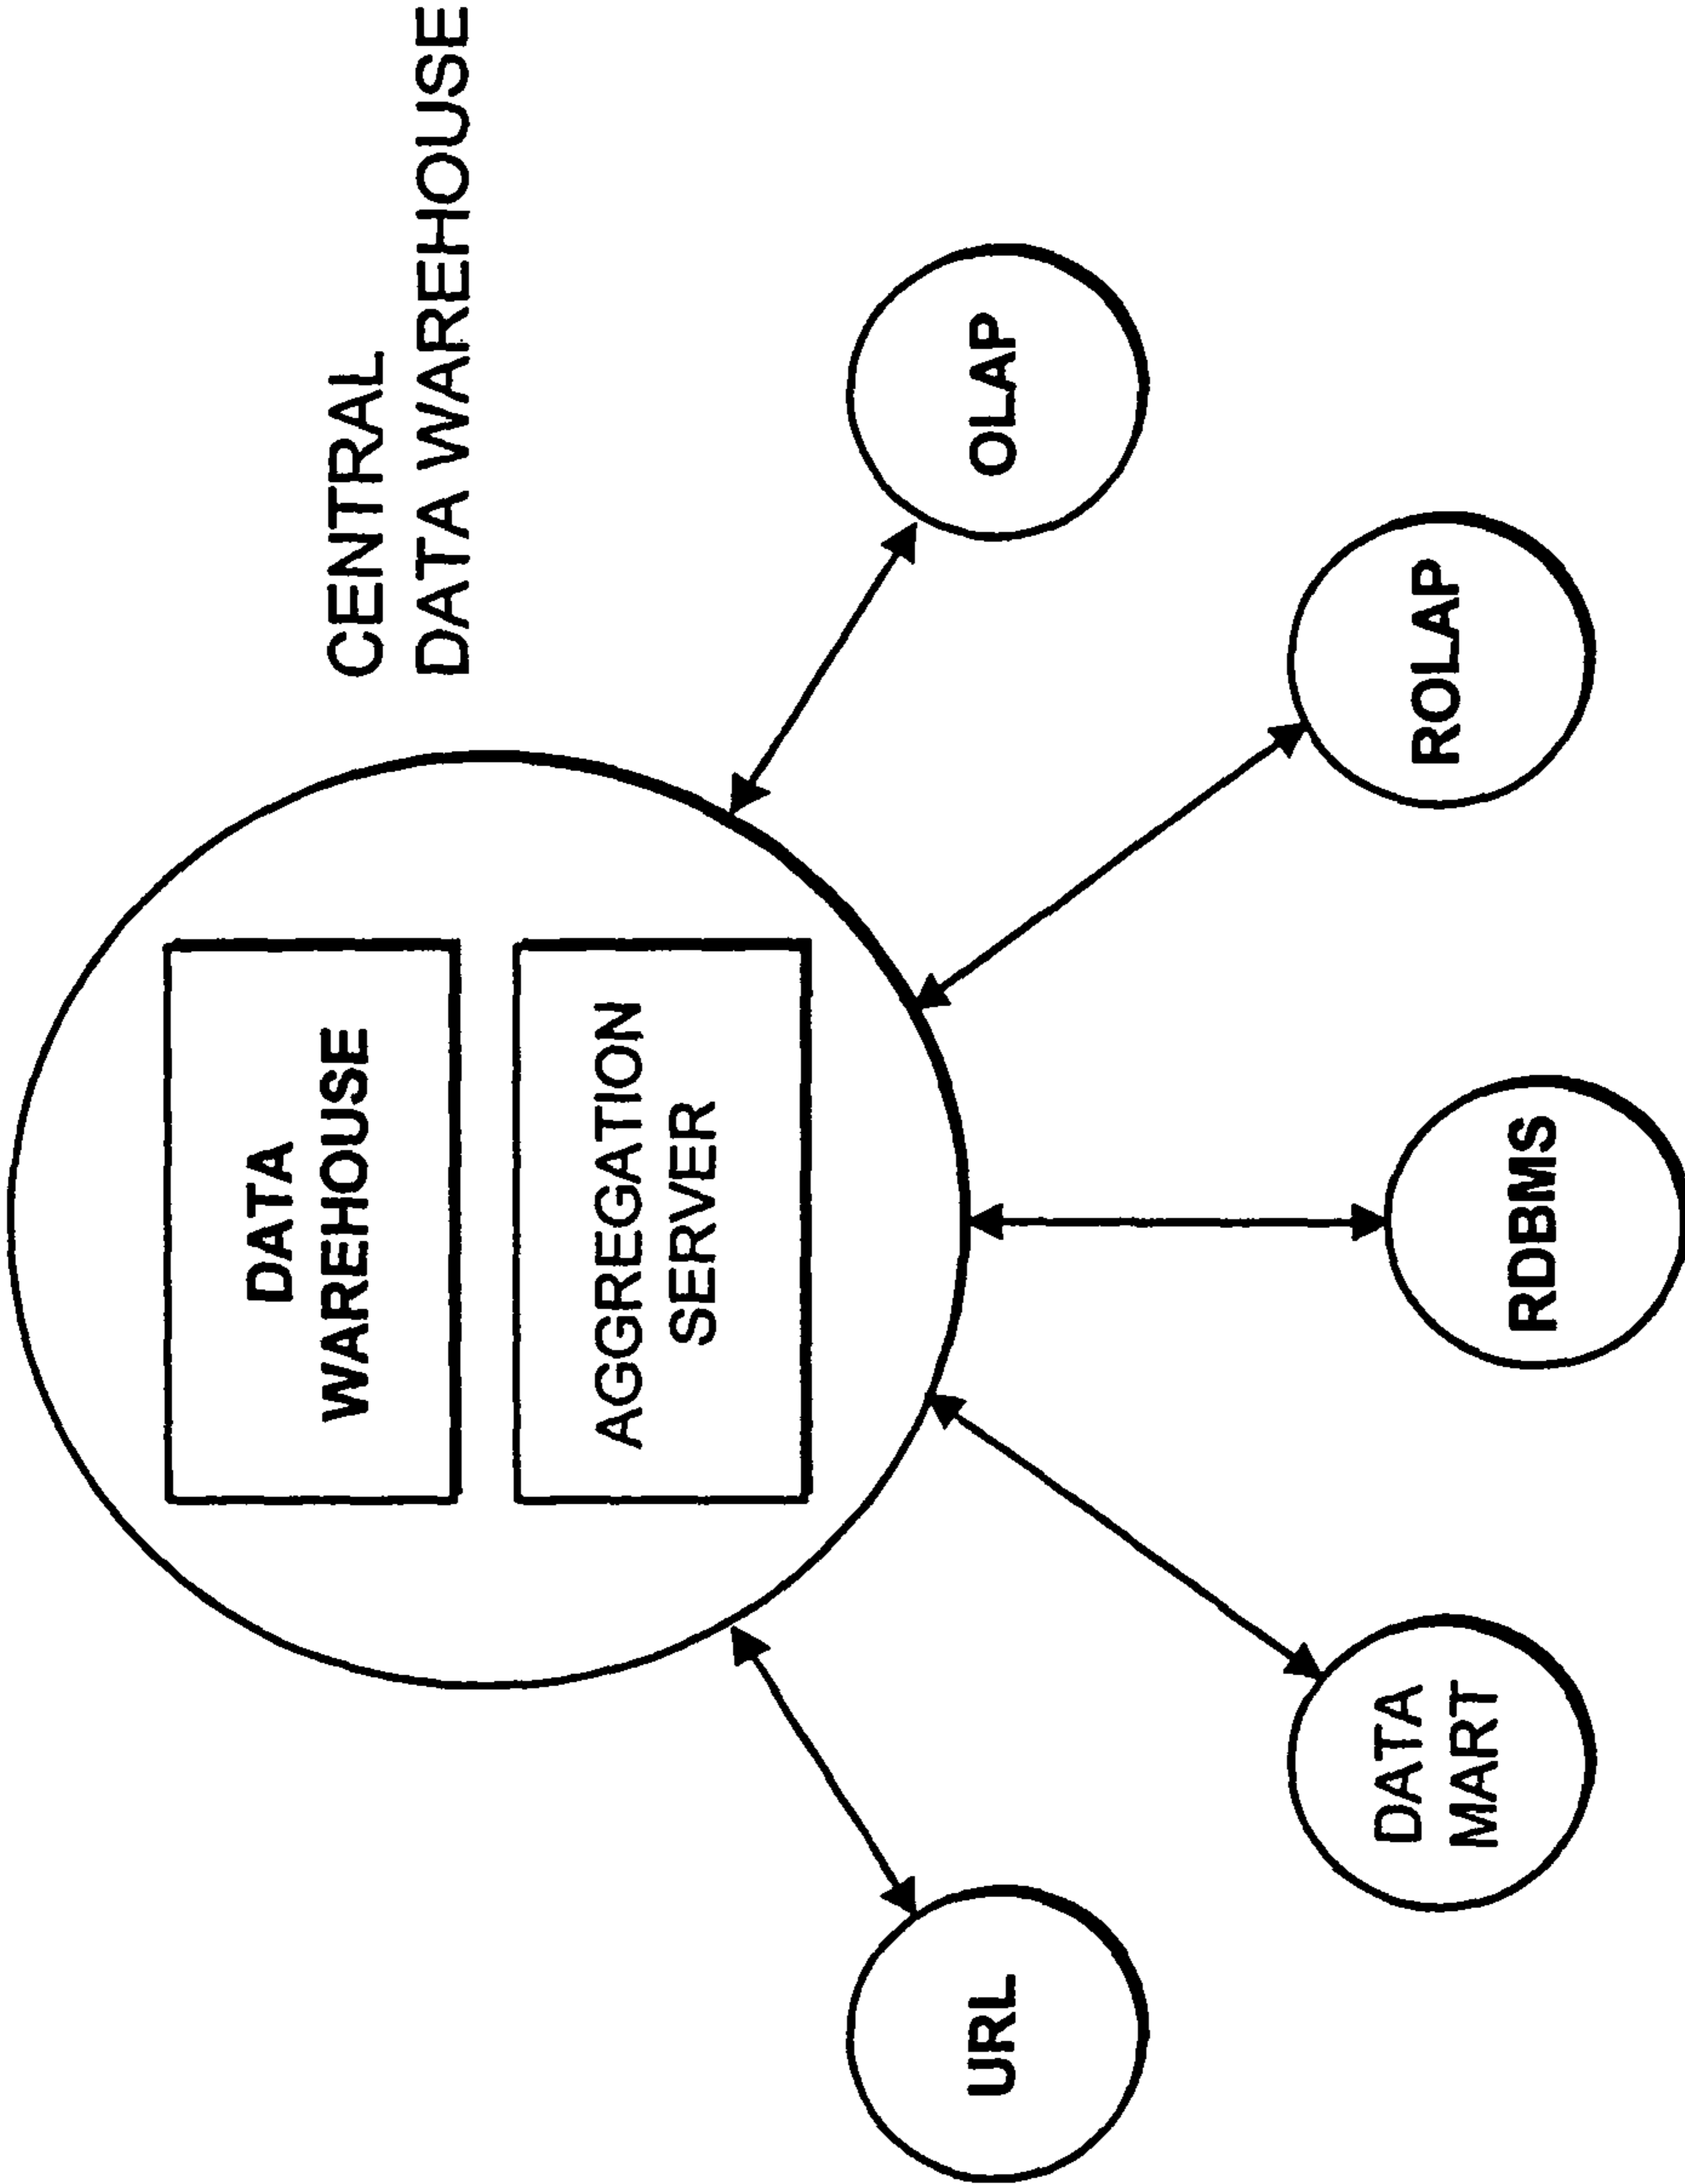 DATA
WAREHOUSE
CENTRAL
DATA WAREHOUSE
AGGREGATION
SERVER
URL
OLAP
DATA
MART
ROLAP
RDBMS